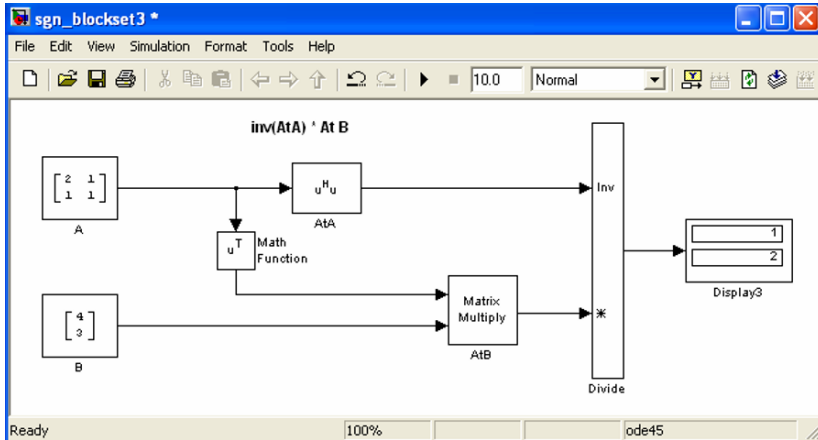 sgn_blockset3 *
File Edit View Simulation Format Tools Help
10.0 Normal
inv(AtA) * At B
2 1
1 1
A
u^H u
AtA
Inv
u^T
Math
Function
1
2
Display3
4
3
B
Matrix
Multiply
AtB
*
Divide
Ready 100% ode45